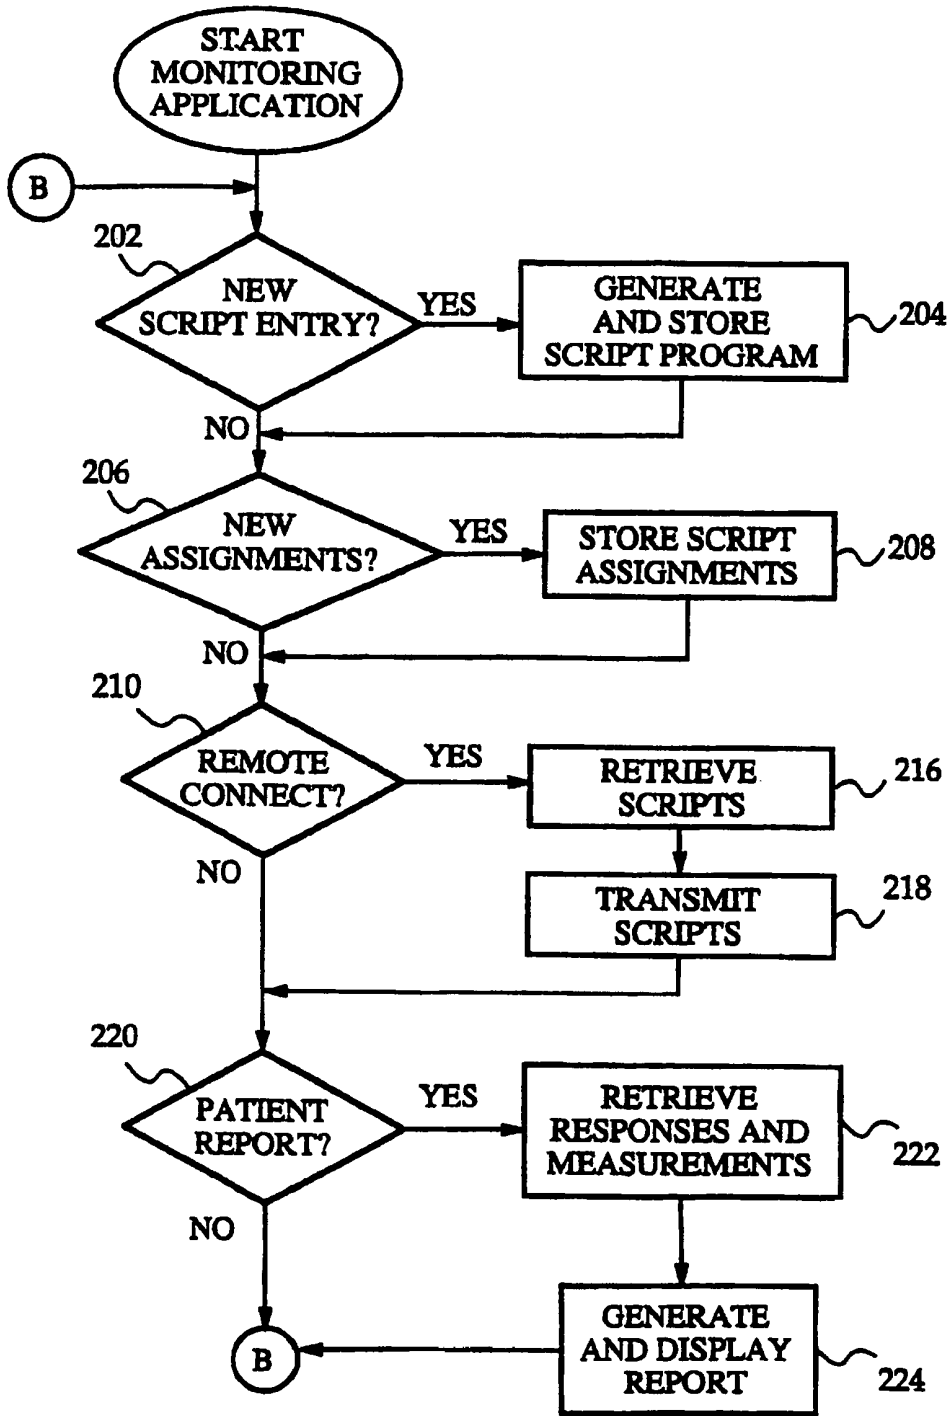 START
MONITORING
APPLICATION
B
202
NEW
SCRIPT ENTRY?
YES
GENERATE
AND STORE
SCRIPT PROGRAM
204
NO
206
NEW
ASSIGNMENTS?
YES
STORE SCRIPT
ASSIGNMENTS
208
NO
210
REMOTE
CONNECT?
YES
RETRIEVE
SCRIPTS
216
NO
TRANSMIT
SCRIPTS
218
220
PATIENT
REPORT?
YES
RETRIEVE
RESPONSES AND
MEASUREMENTS
222
NO
GENERATE
AND DISPLAY
REPORT
224
B